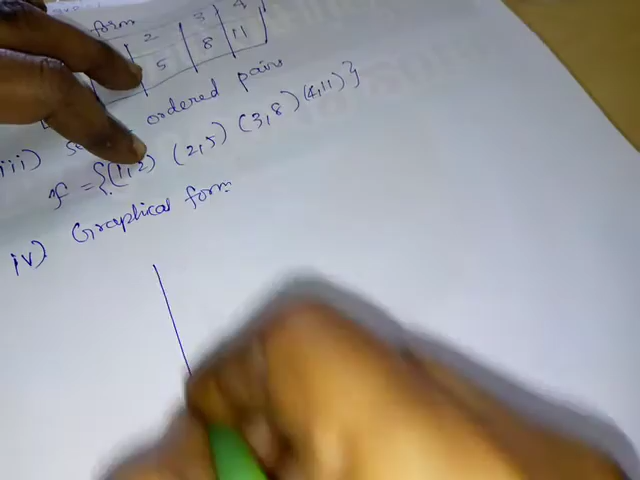 form
2 3 4
5 8 11
iii) ordered pairs
f = {(1,2) (2,5) (3,8) (4,11)}
iv) Graphical form